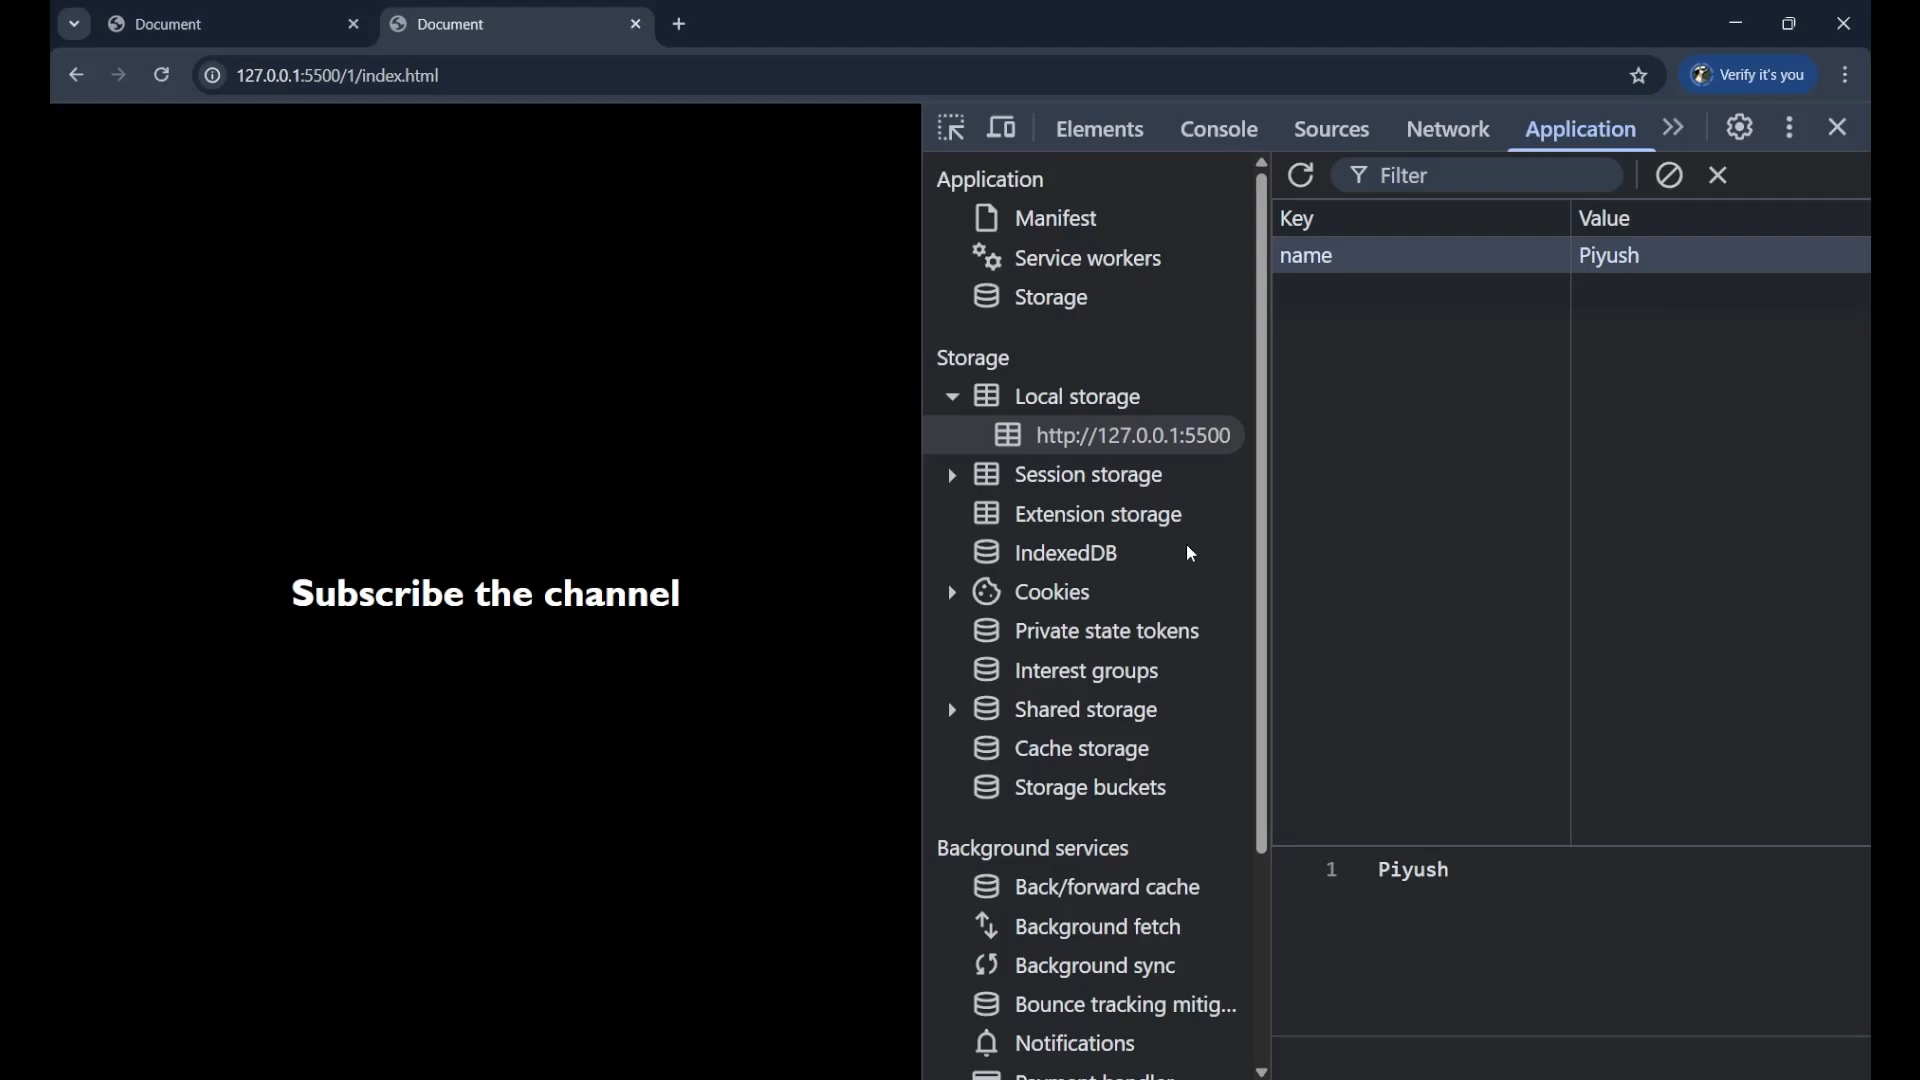 Document
Document
127.0.0.1:5500/1/index.html
Verify it's you
Elements Console Sources Network Application
Application
Manifest
Service workers
Storage
Storage
Local storage
http://127.0.0.1:5500
Session storage
Extension storage
IndexedDB
Cookies
Private state tokens
Interest groups
Shared storage
Cache storage
Storage buckets
Background services
Back/forward cache
Background fetch
Background sync
Bounce tracking mitig...
Notifications
Filter
Key Value
name Piyush
1 Piyush
Subscribe the channel